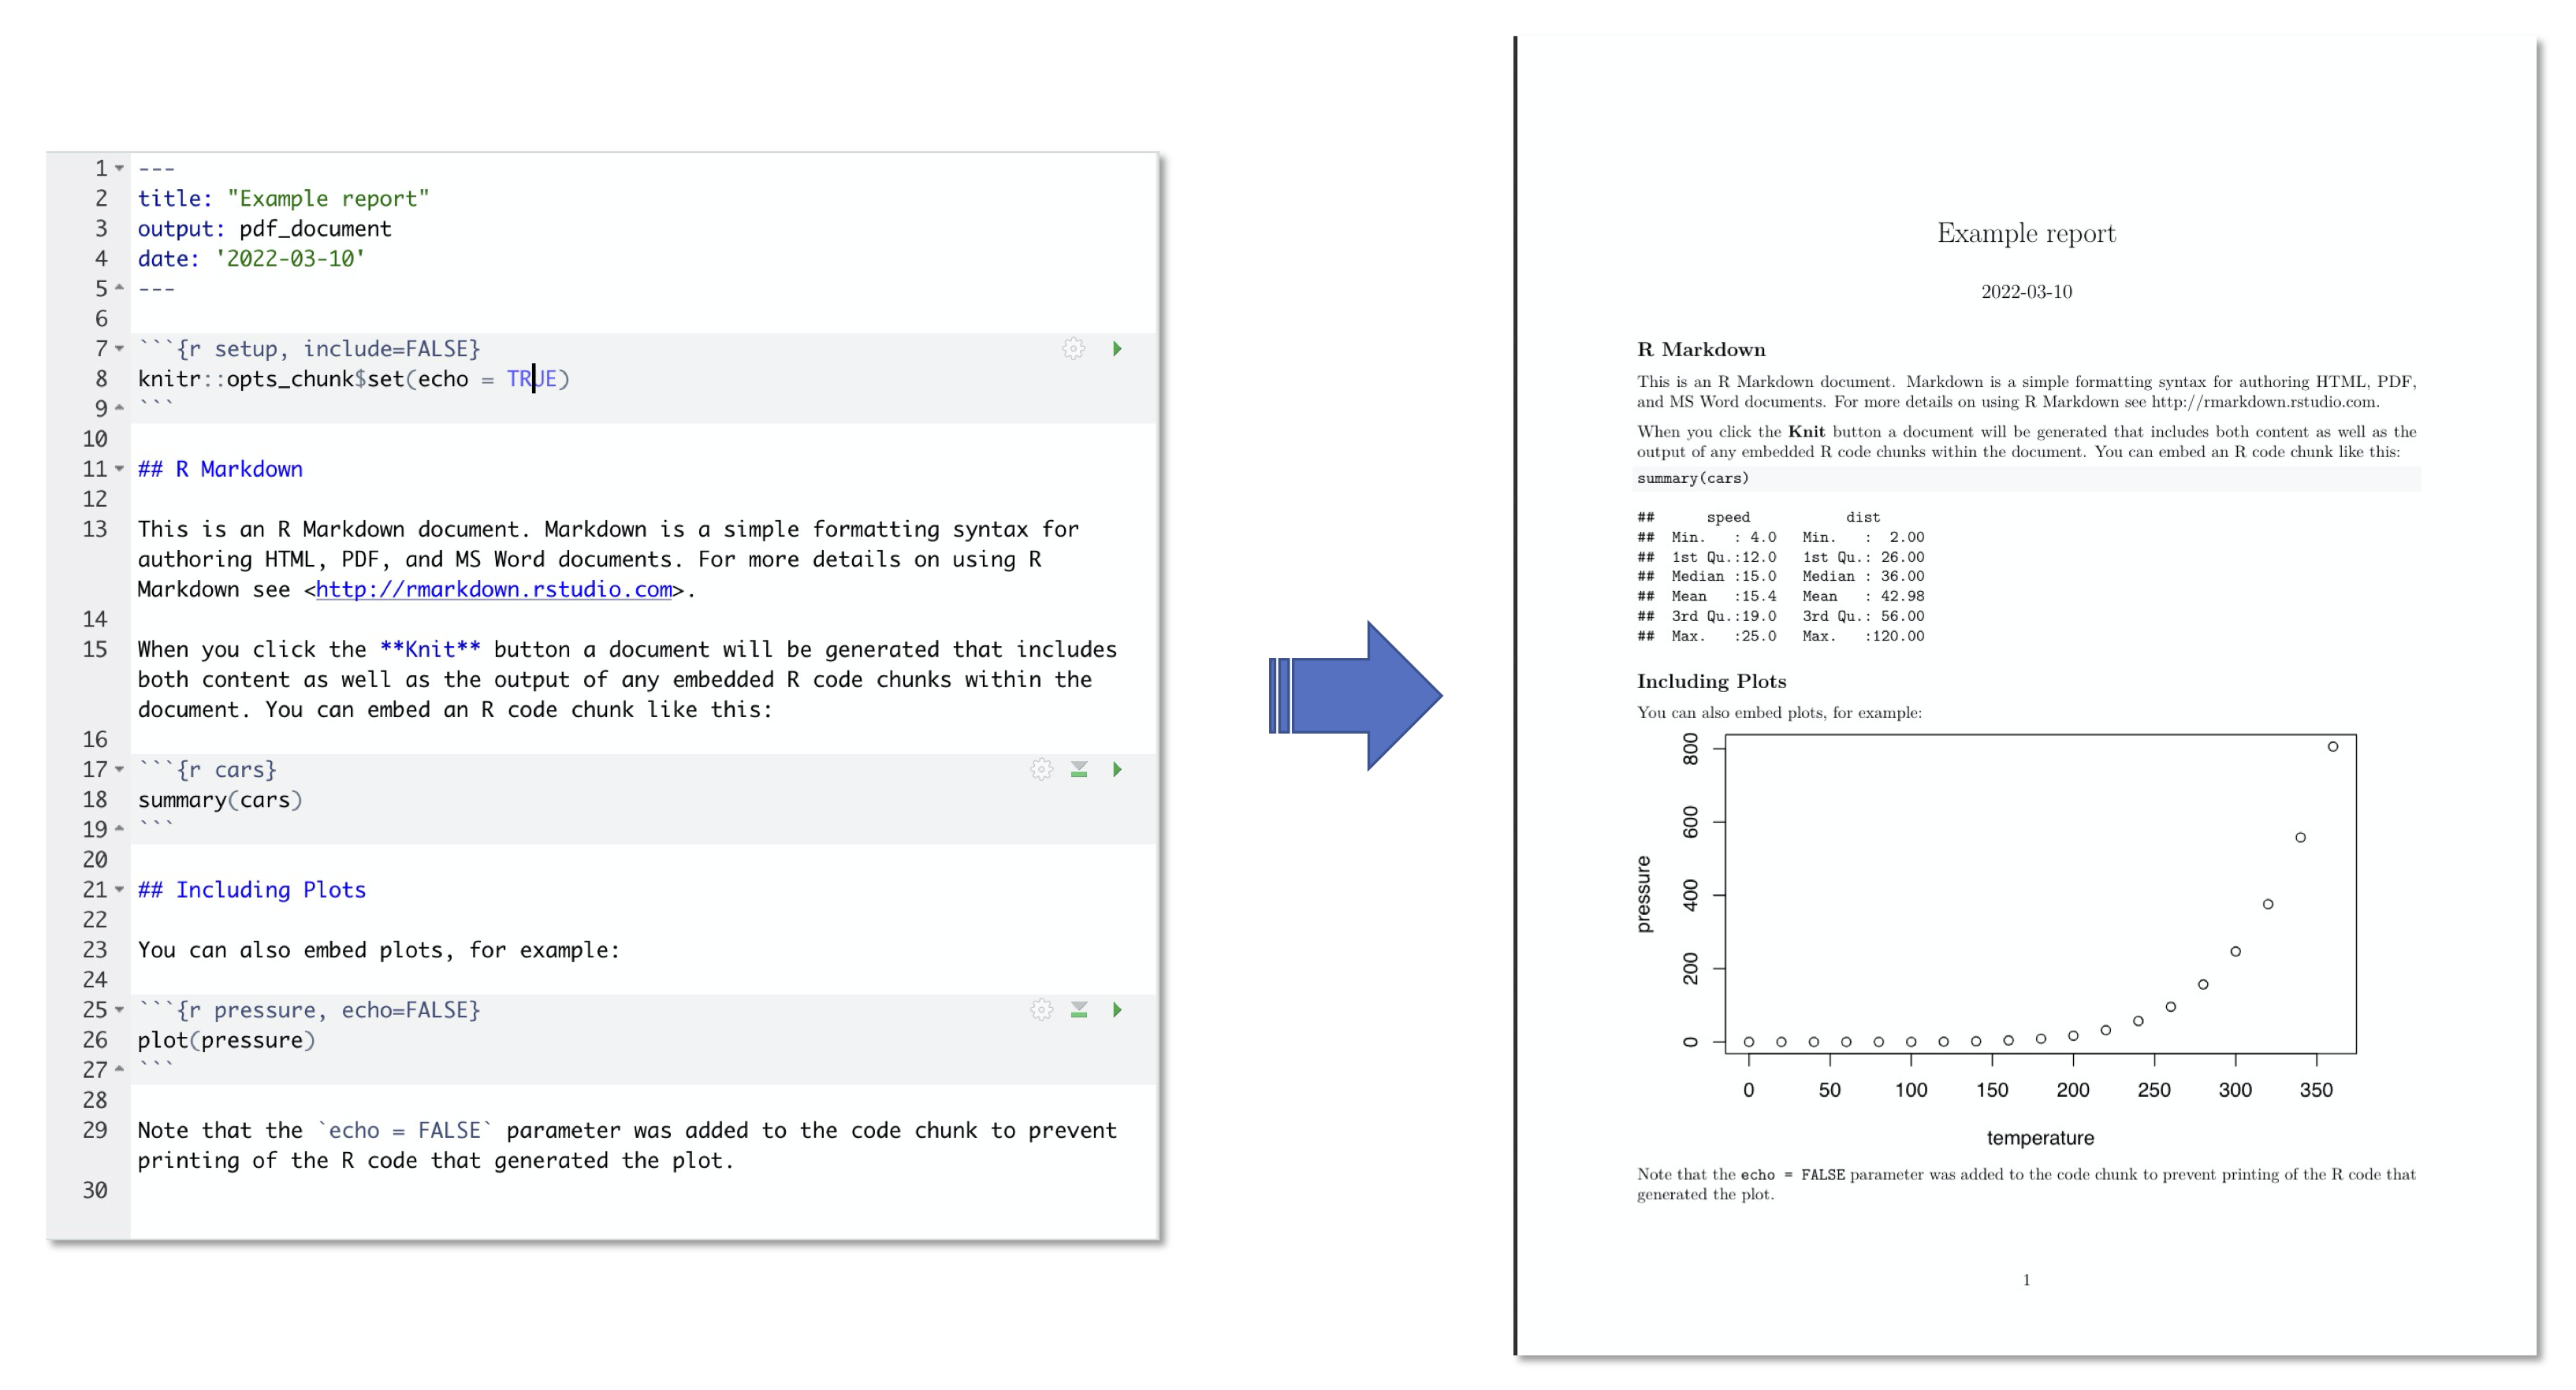 1 ---
2 title: "Example report"
3 output: pdf_document
4 date: '2022-03-10'
5 ---
6
7 ```{r setup, include=FALSE}
8 knitr::opts_chunk$set(echo = TRUE)
9 ```
10
11 ## R Markdown
12
13 This is an R Markdown document. Markdown is a simple formatting syntax for
authoring HTML, PDF, and MS Word documents. For more details on using R
Markdown see <http://rmarkdown.rstudio.com>.
14
15 When you click the **Knit** button a document will be generated that includes
both content as well as the output of any embedded R code chunks within the
document. You can embed an R code chunk like this:
16
17 ```{r cars}
18 summary(cars)
19 ```
20
21 ## Including Plots
22
23 You can also embed plots, for example:
24
25 ```{r pressure, echo=FALSE}
26 plot(pressure)
27 ```
28
29 Note that the `echo = FALSE` parameter was added to the code chunk to prevent
printing of the R code that generated the plot.
30
Example report
2022-03-10
R Markdown
This is an R Markdown document. Markdown is a simple formatting syntax for authoring HTML, PDF,
and MS Word documents. For more details on using R Markdown see http://rmarkdown.rstudio.com.
When you click the Knit button a document will be generated that includes both content as well as the
output of any embedded R code chunks within the document. You can embed an R code chunk like this:
summary(cars)
##      speed           dist
##  Min.   : 4.0   Min.   :  2.00
##  1st Qu.:12.0   1st Qu.: 26.00
##  Median :15.0   Median : 36.00
##  Mean   :15.4   Mean   : 42.98
##  3rd Qu.:19.0   3rd Qu.: 56.00
##  Max.   :25.0   Max.   :120.00
Including Plots
You can also embed plots, for example:
800
600
400
200
0
pressure
0 50 100 150 200 250 300 350
temperature
Note that the echo = FALSE parameter was added to the code chunk to prevent printing of the R code that
generated the plot.
1